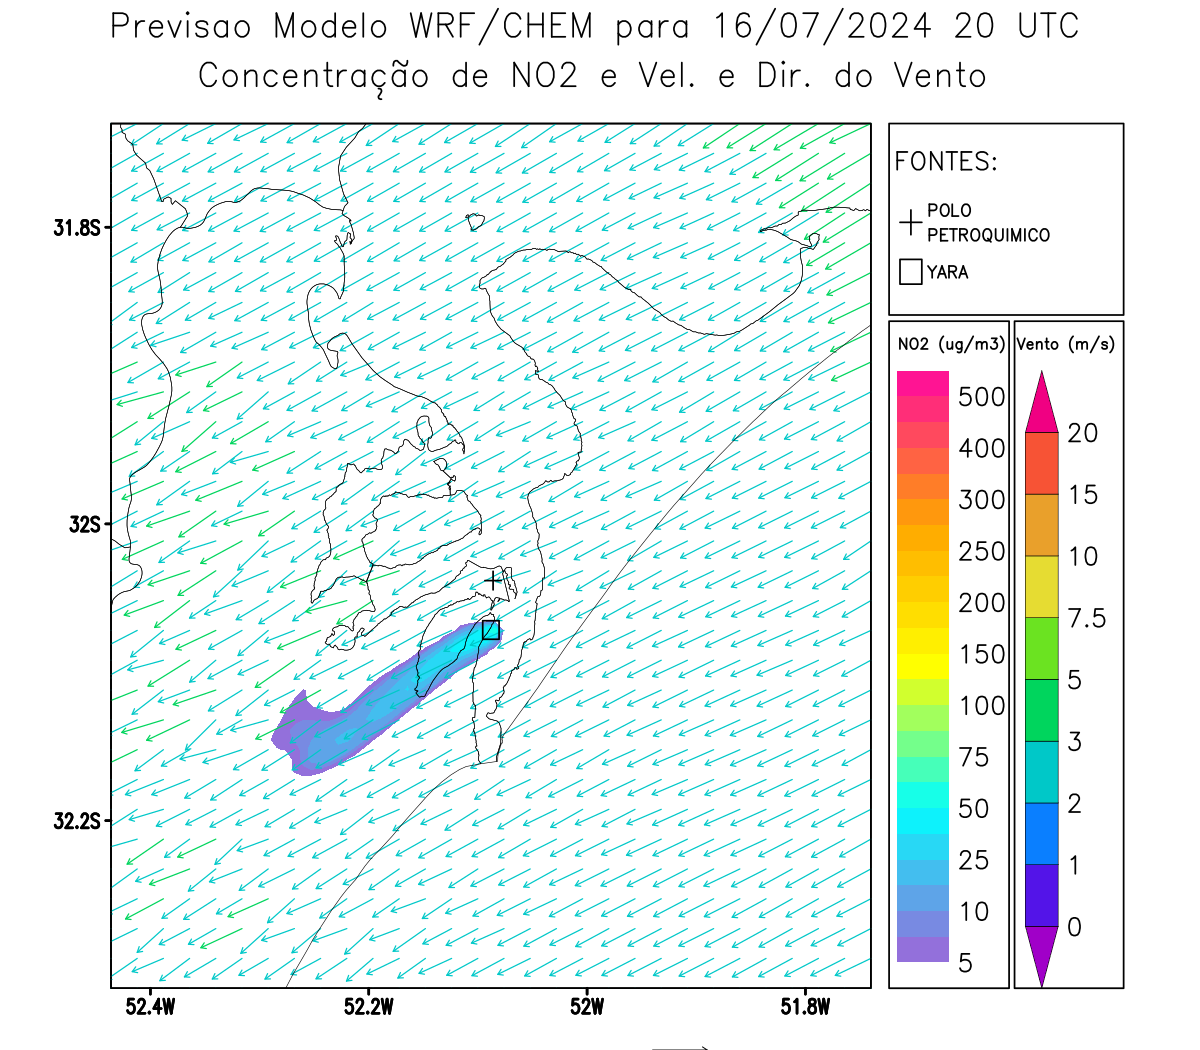 Previsao Modelo WRF/CHEM para 16/07/2024 20 UTC
Concentração de NO2 e Vel. e Dir. do Vento
FONTES:
POLO
PETROQUIMICO
YARA
31.8S
32S
32.2S
52.4W
52.2W
52W
51.8W
NO2 (ug/m3)
500
400
300
250
200
150
100
75
50
25
10
5
Vento (m/s)
20
15
10
7.5
5
3
2
1
0